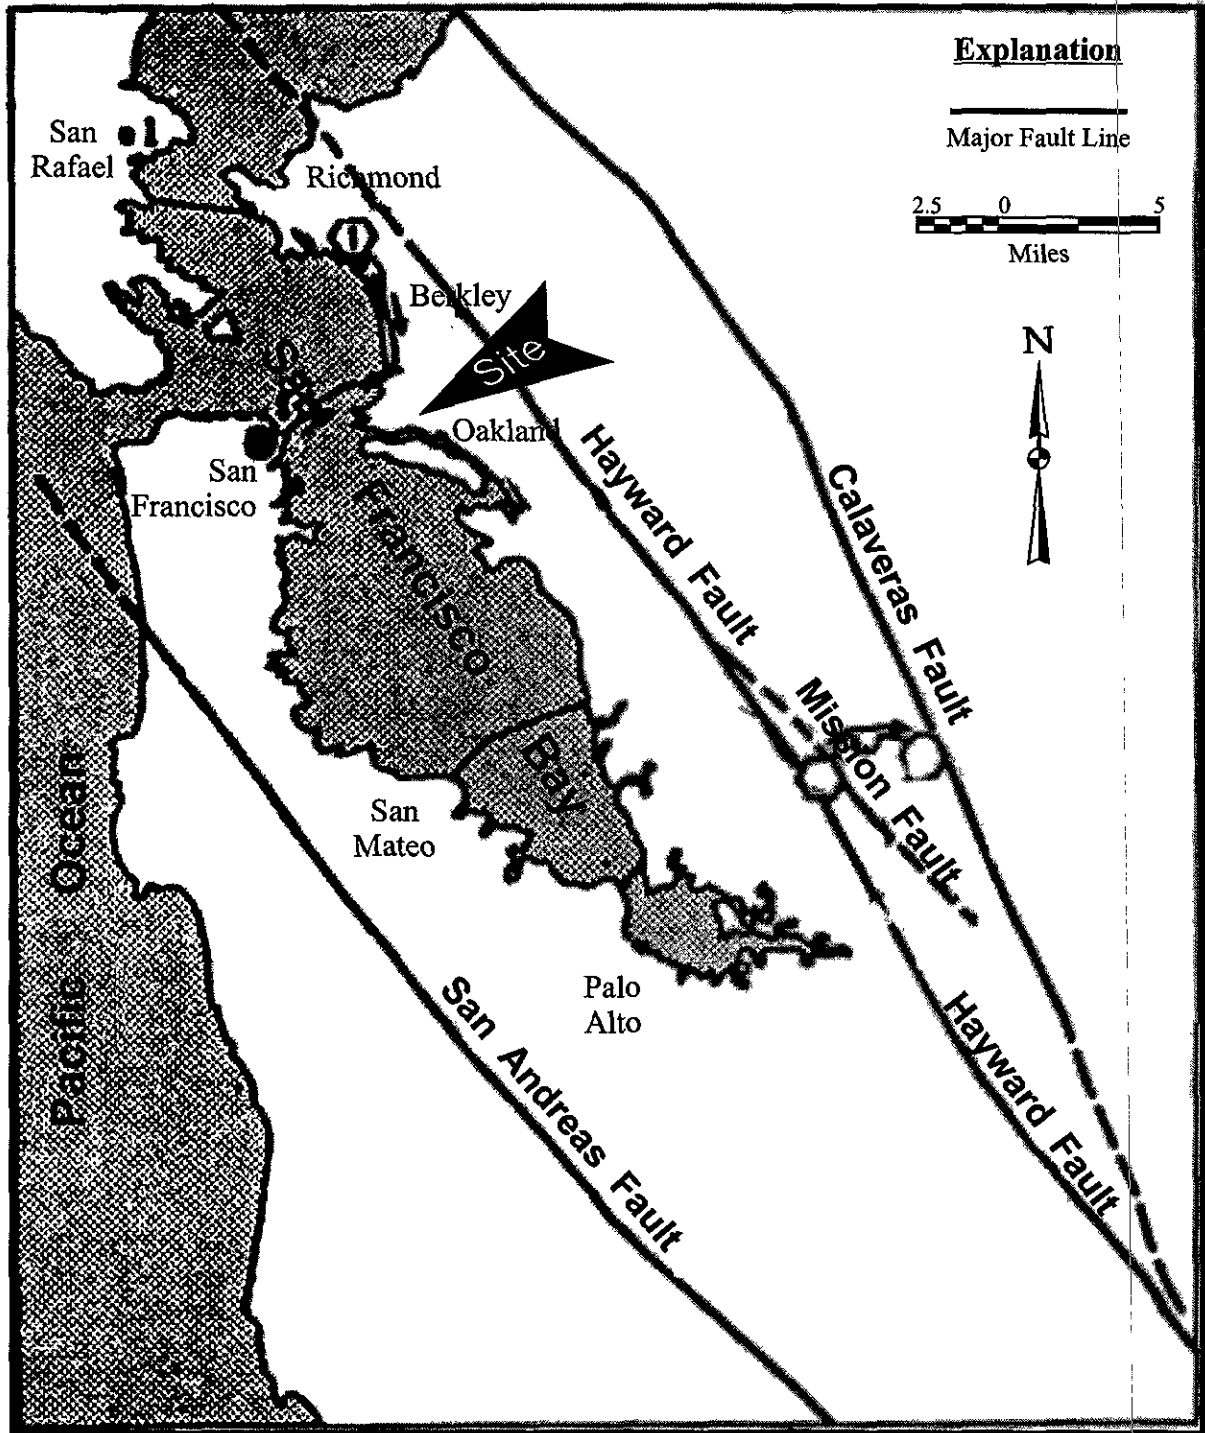 Explanation
Major Fault Line
2.5 0 5
Miles
N
San
Rafael
1
Richmond
Berkley
Site
Oakland
San
Francisco
San
Francisco
Bay
Hayward Fault
Calaveras Fault
Mission Fault
San
Mateo
Palo
Alto
Pacific Ocean
San Andreas Fault
Hayward Fault